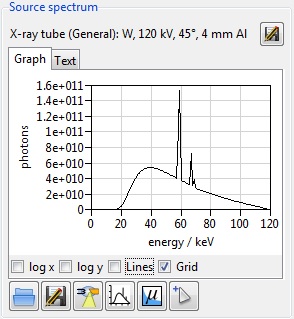 Source spectrum
X-ray tube (General): W, 120 kV, 45°, 4 mm Al
Graph Text
1.6e+011
1.4e+011
1.2e+011
1e+011
8e+010
6e+010
4e+010
2e+010
0
photons
0 20 40 60 80 100 120
energy / keV
log x log y Lines Grid
μ